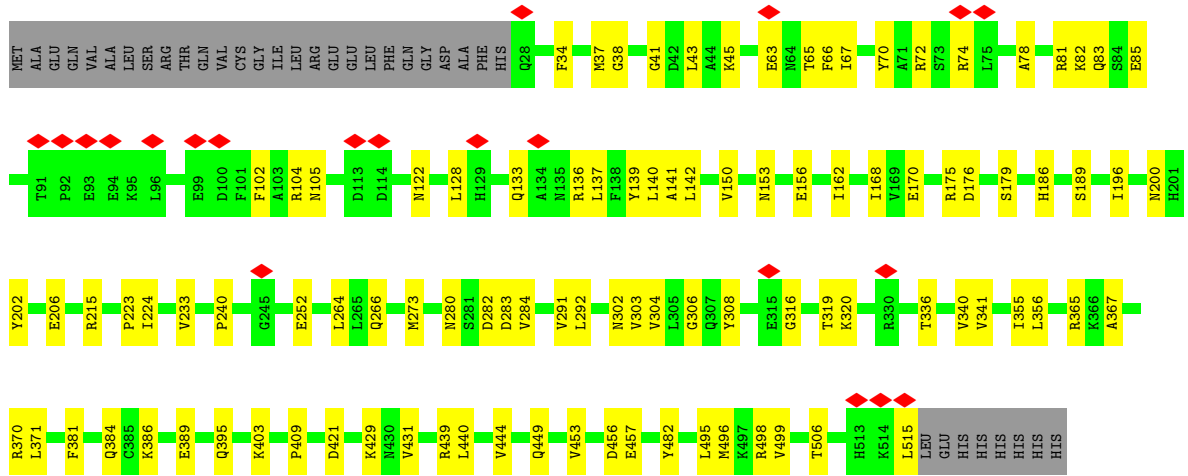 MET ALA GLU GLU GLN VAL ALA LEU SER ARG THR ARG GLN VAL CYS GLY ILE LEU ARG GLU GLU LEU PHE GLN GLY ASP ALA PHE HIS Q28 F34 M37 G38 G41 D42 L43 A44 K45 E63 N64 T65 F66 I67 Y70 A71 R72 S73 R74 L75 A78 R81 K82 Q83 S84 E85
T91 P92 E93 E94 K95 L96 E99 D100 F101 F102 A103 R104 N105 D113 D114 N122 L128 H129 Q133 A134 N135 R136 L137 F138 Y139 L140 A141 L142 V150 N153 E156 I162 I168 V169 E170 R175 D176 S179 H186 S189 I196 N200 H201
Y202 E206 R215 P223 I224 V233 P240 G245 E252 L264 L265 Q266 M273 N280 S281 D282 D283 V284 V291 L292 N302 V303 V304 L305 G306 Q307 Y308 E315 G316 T319 K320 R330 T336 V340 V341 I355 L356 R365 K366 A367
R370 L371 F381 Q384 C385 K386 E389 Q395 K403 P409 D421 K429 N430 V431 R439 L440 V444 Q449 V453 D456 E457 Y482 L495 M496 K497 R498 V499 T506 H513 K514 L515 LEU GLU HIS HIS HIS HIS HIS HIS